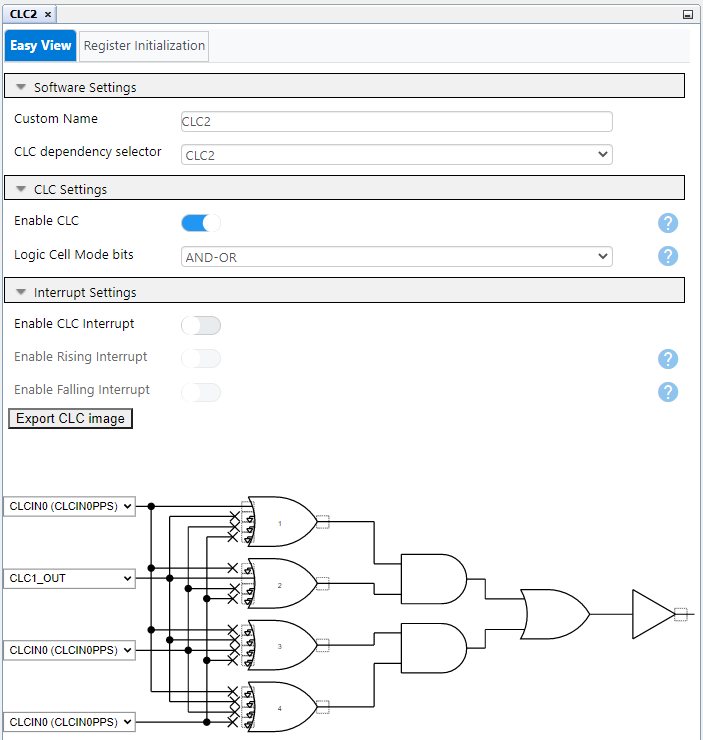 CLC2 ×
Easy View
Register Initialization
Software Settings
Custom Name
CLC2
CLC dependency selector
CLC2
CLC Settings
Enable CLC
?
Logic Cell Mode bits
AND-OR
?
Interrupt Settings
Enable CLC Interrupt
Enable Rising Interrupt
?
Enable Falling Interrupt
?
Export CLC image
CLCIN0 (CLCIN0PPS)
1
CLC1_OUT
2
CLCIN0 (CLCIN0PPS)
3
CLCIN0 (CLCIN0PPS)
4